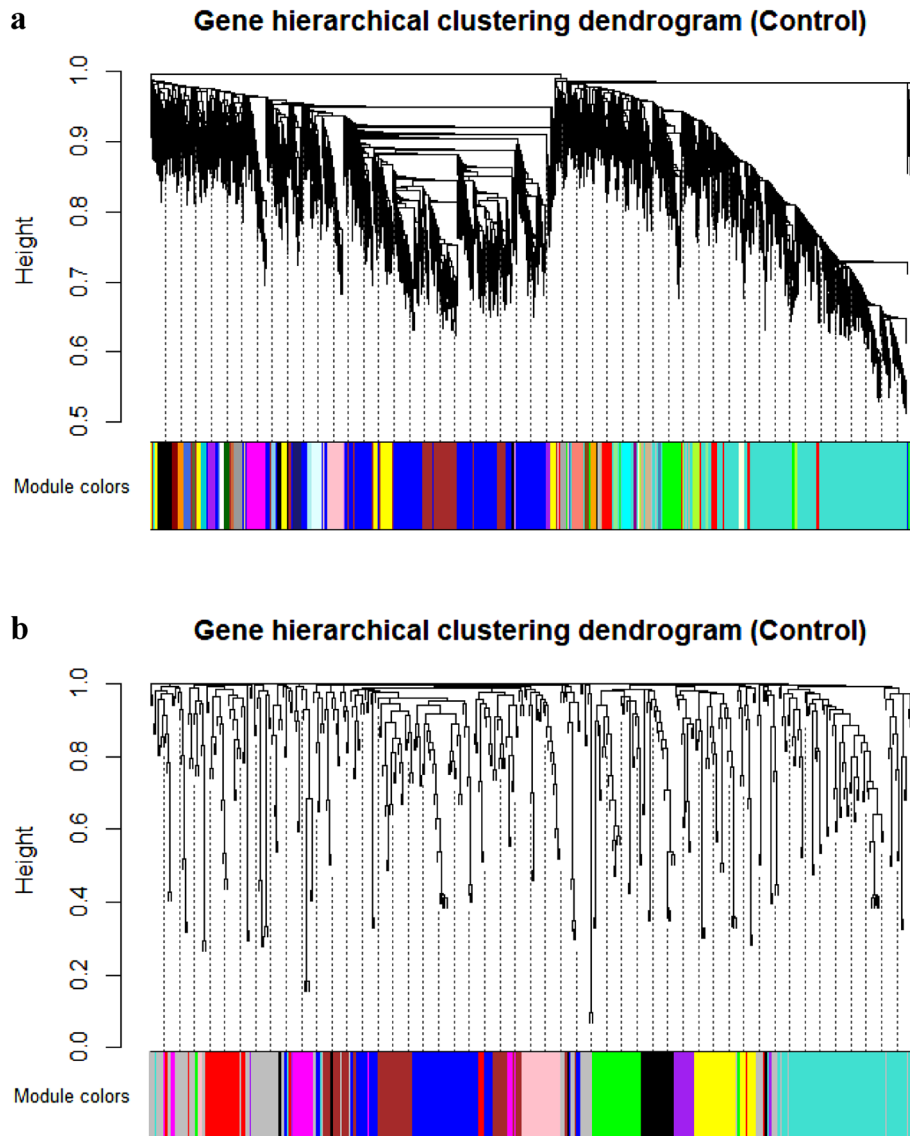 a
Gene hierarchical clustering dendrogram (Control)
1.0
0.9
0.8
0.7
0.6
0.5
Height
Module colors
b
Gene hierarchical clustering dendrogram (Control)
1.0
0.8
0.6
0.4
0.2
0.0
Height
Module colors